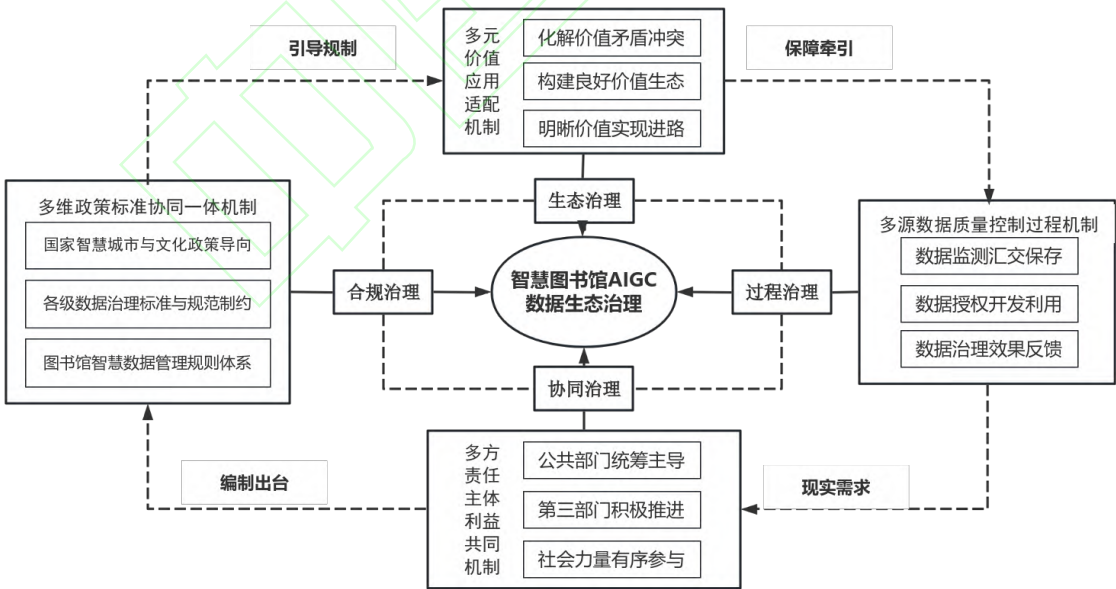 引导规制
多元
价值
应用
适配
机制
化解价值矛盾冲突
构建良好价值生态
明晰价值实现进路
保障牵引
多维政策标准协同一体机制
国家智慧城市与文化政策导向
各级数据治理标准与规范制约
图书馆智慧数据管理规则体系
生态治理
合规治理
智慧图书馆AIGC
数据生态治理
过程治理
协同治理
多源数据质量控制过程机制
数据监测汇交保存
数据授权开发利用
数据治理效果反馈
编制出台
多方
责任
主体
利益
共同
机制
公共部门统筹主导
第三部门积极推进
社会力量有序参与
现实需求